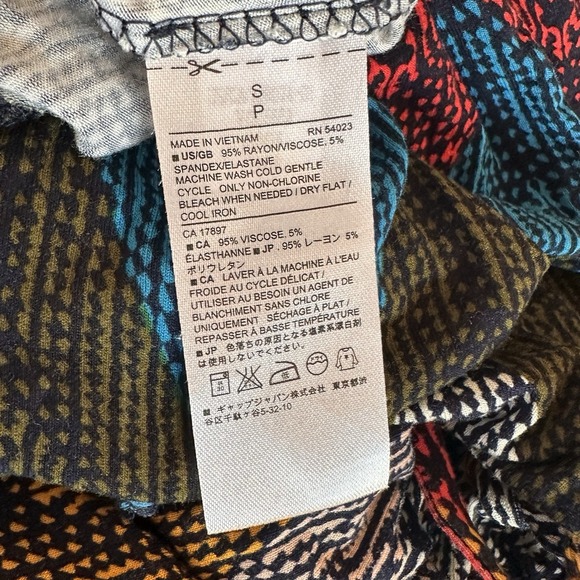 S
P
MADE IN VIETNAM RN 54023
■ US/GB 95% RAYON/VISCOSE, 5%
SPANDEX/ELASTANE
MACHINE WASH COLD GENTLE
CYCLE ONLY NON-CHLORINE
BLEACH WHEN NEEDED / DRY FLAT /
COOL IRON
CA 17897
■ CA 95% VISCOSE, 5%
ÉLASTHANNE ■ JP . 95% レーヨン 5%
ポリウレタン
■ CA LAVER À LA MACHINE À L'EAU
FROIDE AU CYCLE DÉLICAT /
UTILISER AU BESOIN UN AGENT DE
BLANCHIMENT SANS CHLORE
UNIQUEMENT / SÉCHAGE À PLAT /
REPASSER À BASSE TEMPÉRATURE
■ JP 色落ちの原因となる塩素系漂白剤
は使用しないでください。
30
■ ギャップジャパン株式会社 東京都渋
谷区千駄ヶ谷5-32-10